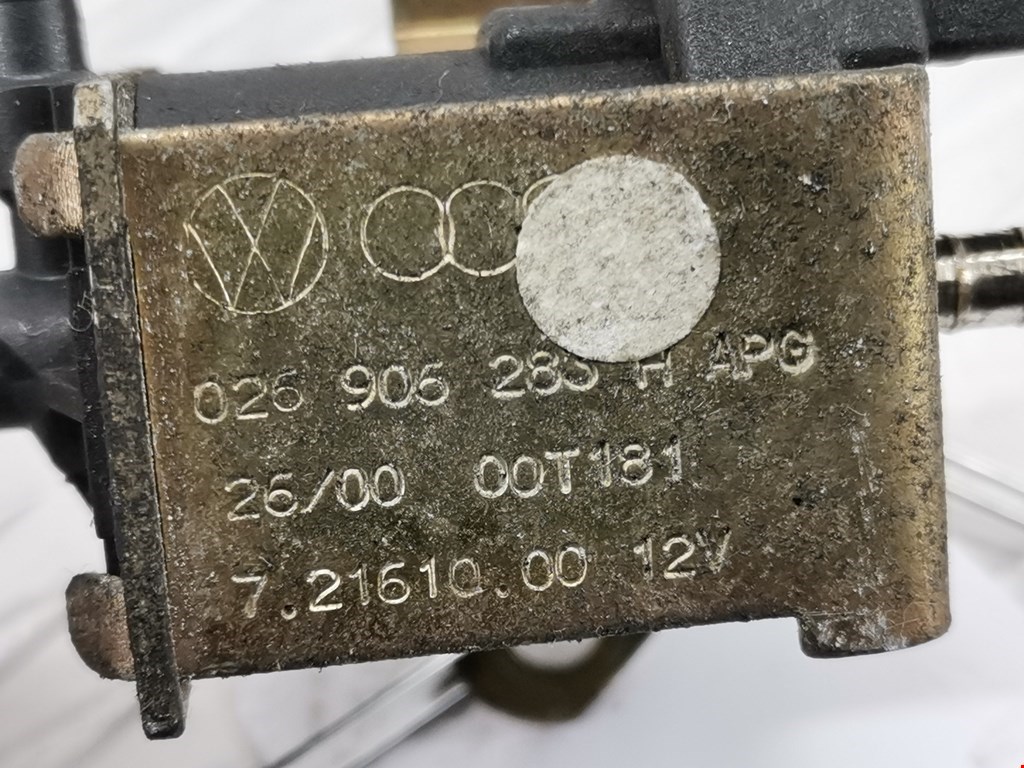 026 906 283 H APG
26/00 00T181
7.21610.00 12V